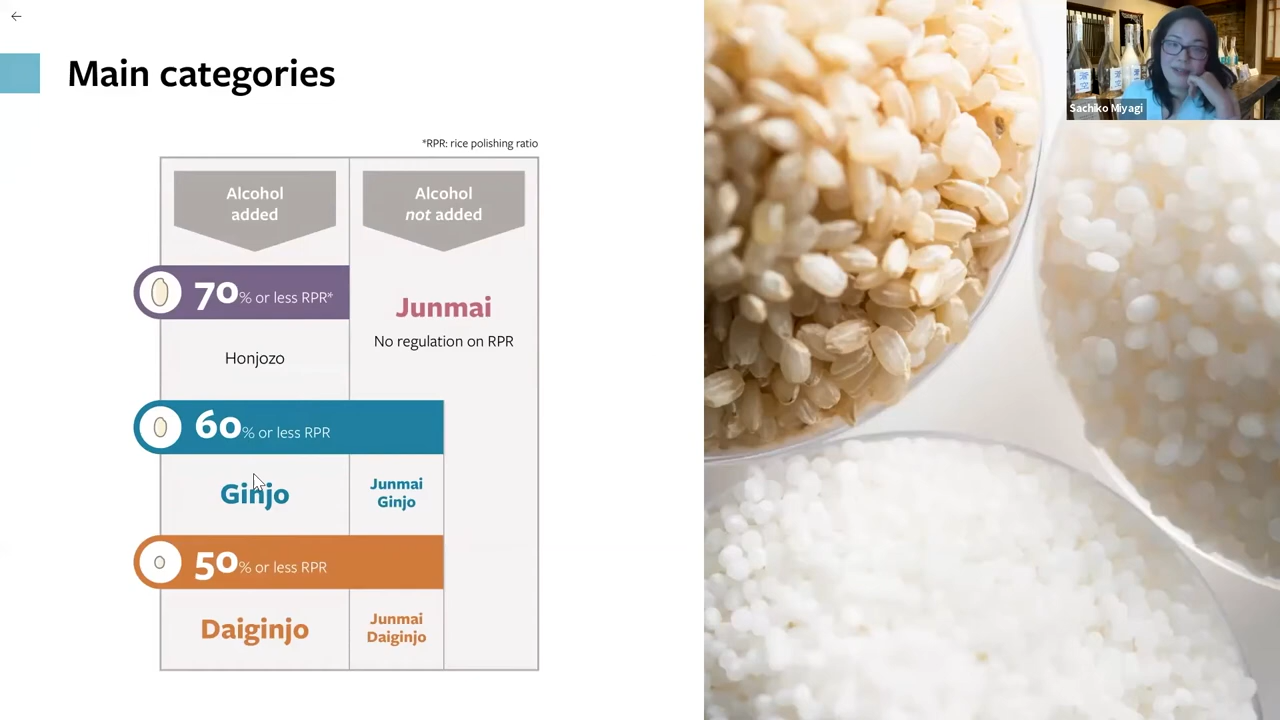 Main categories
*RPR: rice polishing ratio
Alcohol
added
Alcohol
not added
70% or less RPR*
Honjozo
Junmai
No regulation on RPR
60% or less RPR
Ginjo
Junmai
Ginjo
50% or less RPR
Daiginjo
Junmai
Daiginjo
Sachiko Miyagi